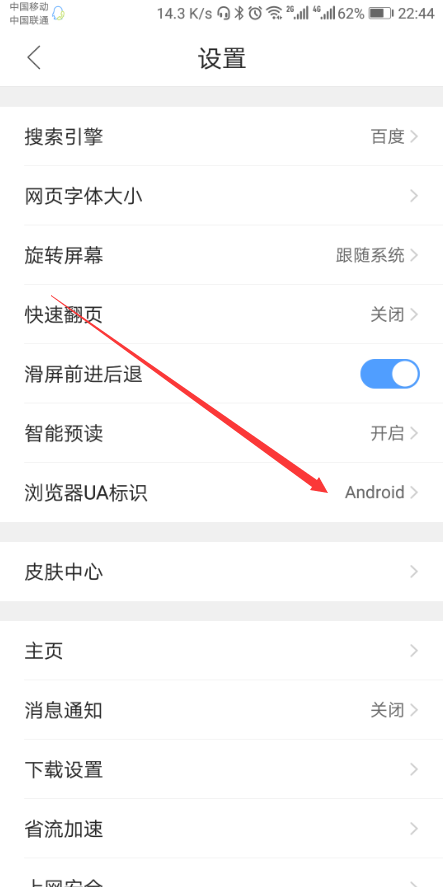 中国移动
中国联通
14.3 K/s 2G 4G 62% 22:44
设置
搜索引擎 百度
网页字体大小
旋转屏幕 跟随系统
快速翻页 关闭
滑屏前进后退
智能预读 开启
浏览器UA标识 Android
皮肤中心
主页
消息通知 关闭
下载设置
省流加速
上网安全